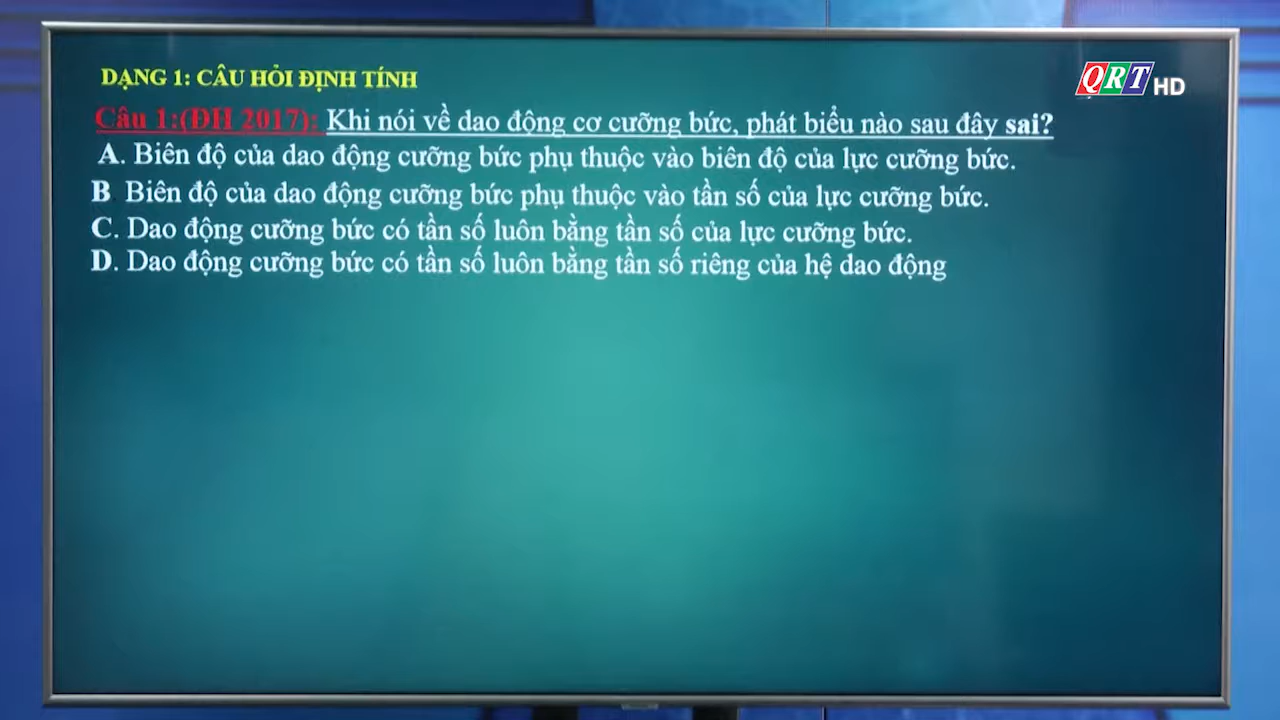 QRT HD
DẠNG 1: CÂU HỎI ĐỊNH TÍNH
Câu 1:(ĐH 2017): Khi nói về dao động cơ cưỡng bức, phát biểu nào sau đây sai?
A. Biên độ của dao động cưỡng bức phụ thuộc vào biên độ của lực cưỡng bức.
B. Biên độ của dao động cưỡng bức phụ thuộc vào tần số của lực cưỡng bức.
C. Dao động cưỡng bức có tần số luôn bằng tần số của lực cưỡng bức.
D. Dao động cưỡng bức có tần số luôn bằng tần số riêng của hệ dao động